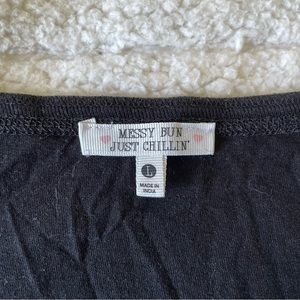 MESSY BUN
JUST CHILLIN'
L
MADE IN
INDIA